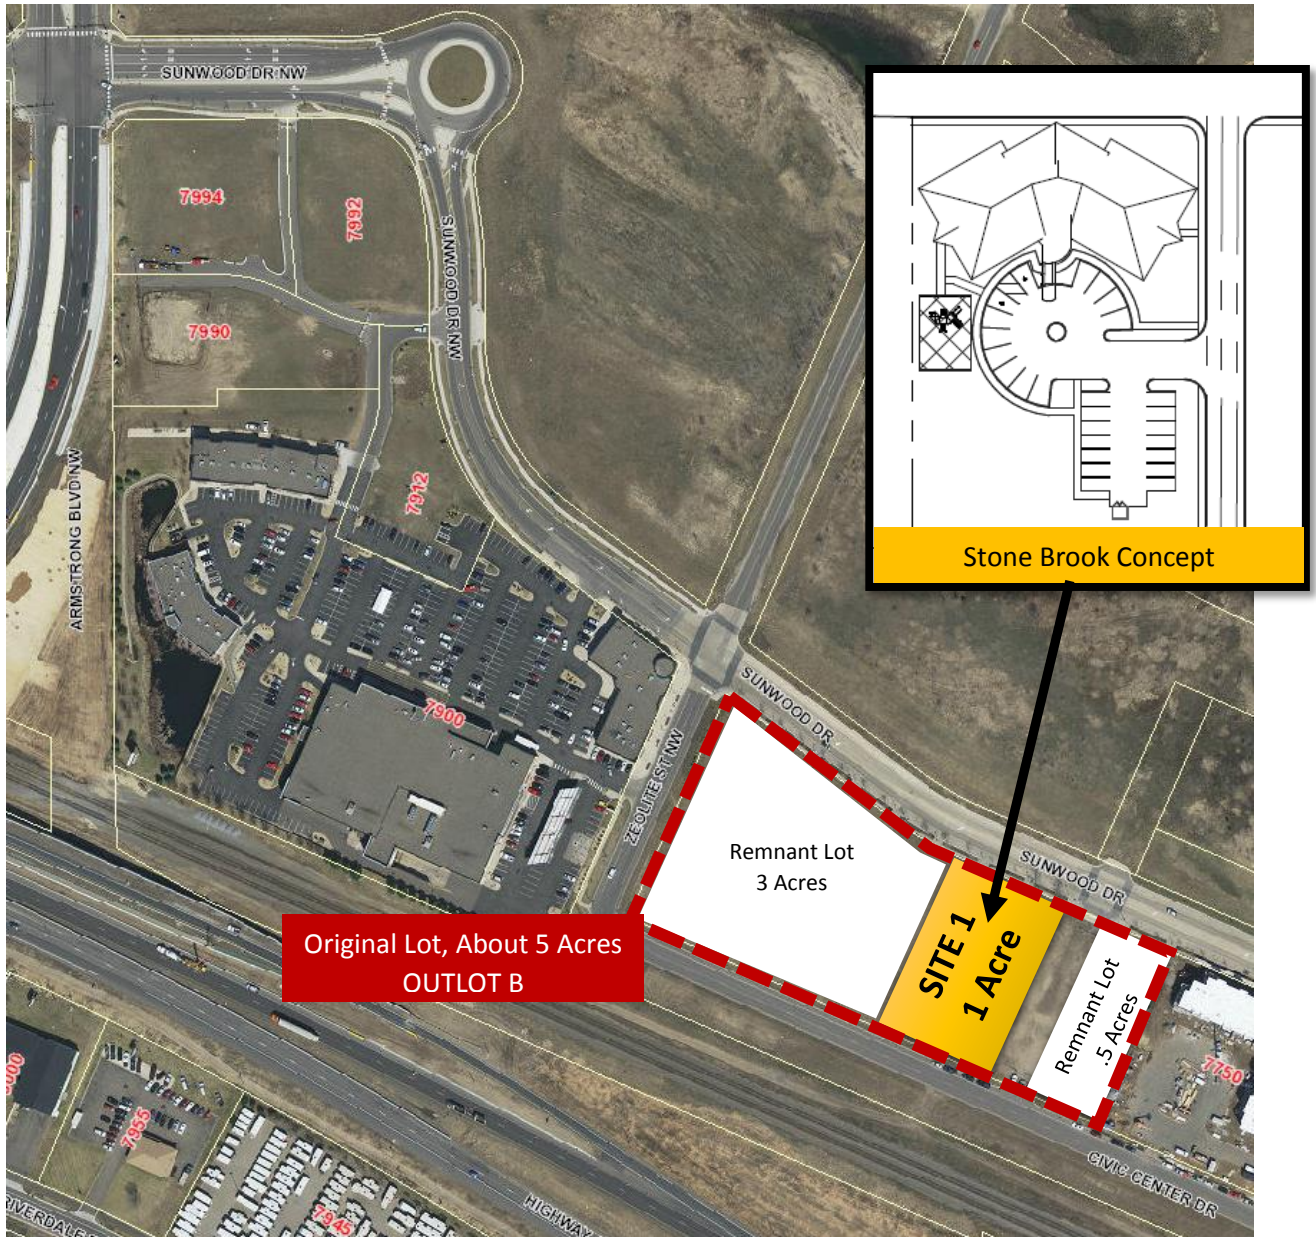 SUNWOOD DR NW
7994
7992
SUNWOOD DR NW
7990
7912
ARMSTRONG BLVD NW
7900
ZEOLITE ST NW
SUNWOOD DR
Stone Brook Concept
Remnant Lot
3 Acres
SUNWOOD DR
SITE 1
1 Acre
Remnant Lot
.5 Acres
Original Lot, About 5 Acres
OUTLOT B
7750
7955
7945
HIGHWAY
CIVIC CENTER DR
RIVERDALE